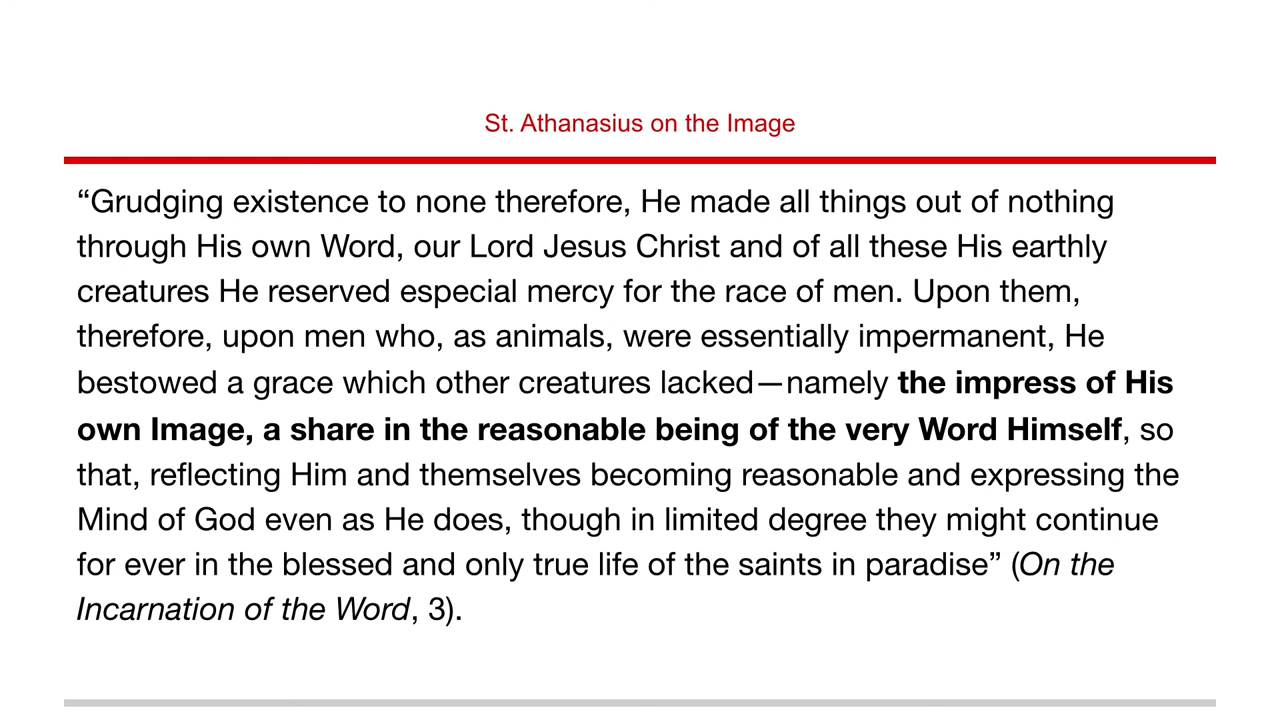 St. Athanasius on the Image
“Grudging existence to none therefore, He made all things out of nothing
through His own Word, our Lord Jesus Christ and of all these His earthly
creatures He reserved especial mercy for the race of men. Upon them,
therefore, upon men who, as animals, were essentially impermanent, He
bestowed a grace which other creatures lacked—namely the impress of His
own Image, a share in the reasonable being of the very Word Himself, so
that, reflecting Him and themselves becoming reasonable and expressing the
Mind of God even as He does, though in limited degree they might continue
for ever in the blessed and only true life of the saints in paradise” (On the
Incarnation of the Word, 3).